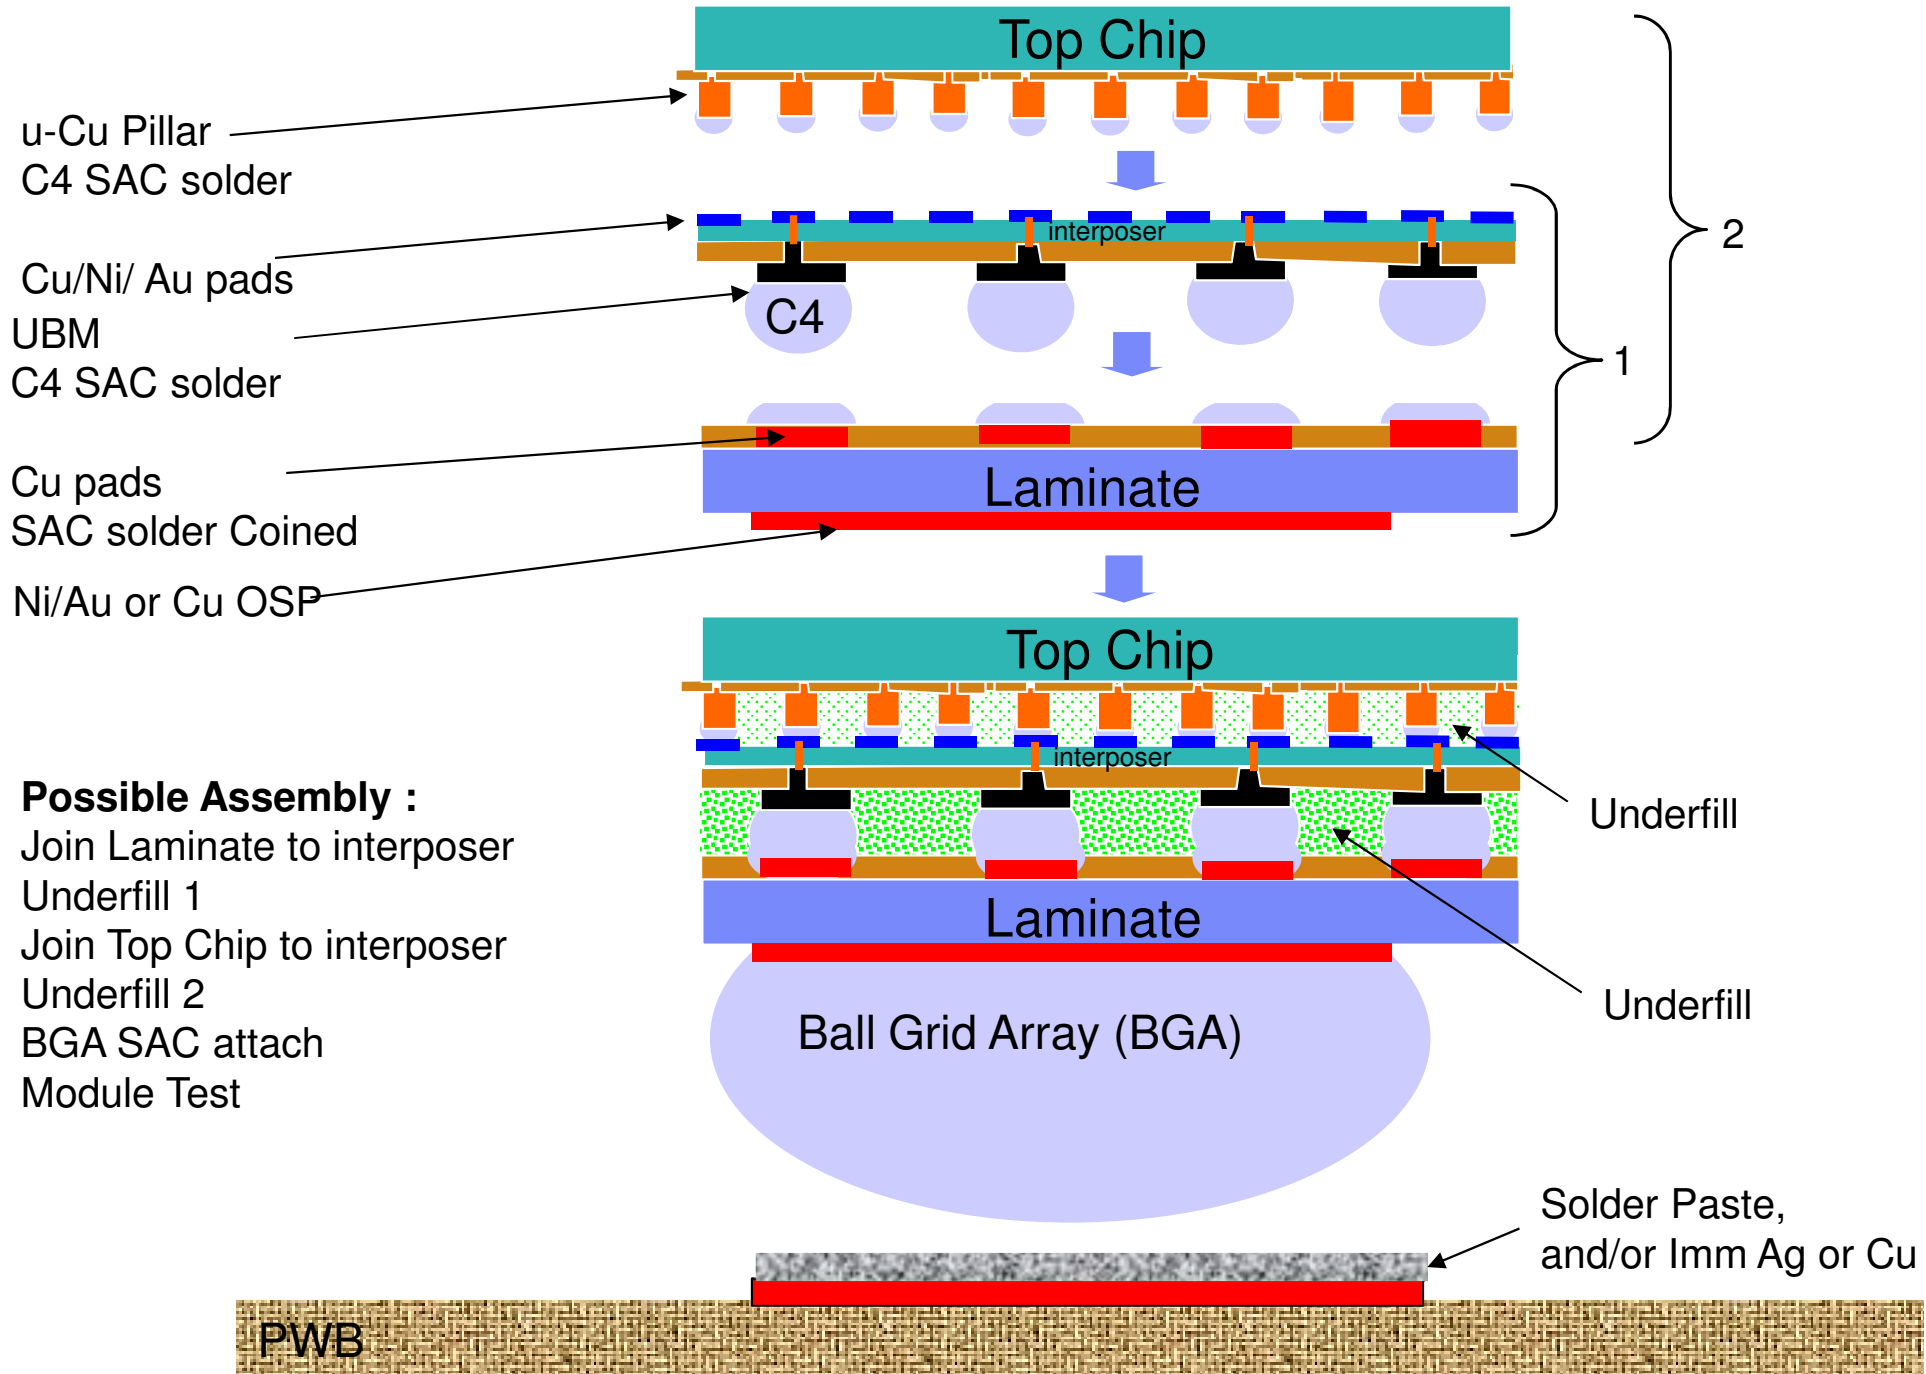 Top Chip
u-Cu Pillar
C4 SAC solder
interposer
2
Cu/Ni/ Au pads
UBM
C4 SAC solder
C4
1
Cu pads
SAC solder Coined
Laminate
Ni/Au or Cu OSP
Top Chip
interposer
Underfill
Possible Assembly :
Join Laminate to interposer
Underfill 1
Join Top Chip to interposer
Underfill 2
BGA SAC attach
Module Test
Laminate
Underfill
Ball Grid Array (BGA)
Solder Paste,
and/or Imm Ag or Cu
PWB